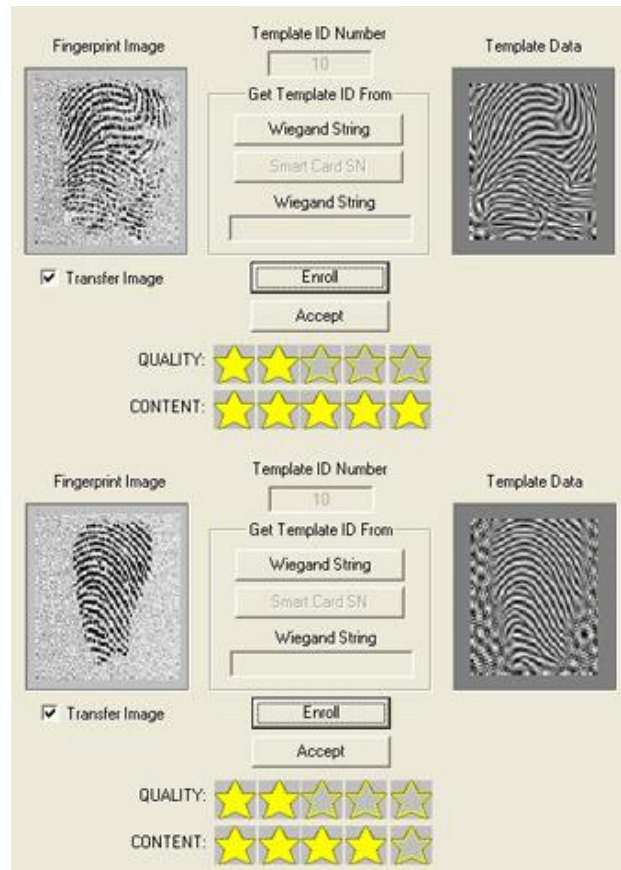 Fingerprint Image
Template ID Number
10
Template Data
Get Template ID From
Wiegand String
Smart Card SN
Wiegand String
Transfer Image
Enroll
Accept
QUALITY:
CONTENT:
Fingerprint Image
Template ID Number
10
Template Data
Get Template ID From
Wiegand String
Smart Card SN
Wiegand String
Transfer Image
Enroll
Accept
QUALITY:
CONTENT: